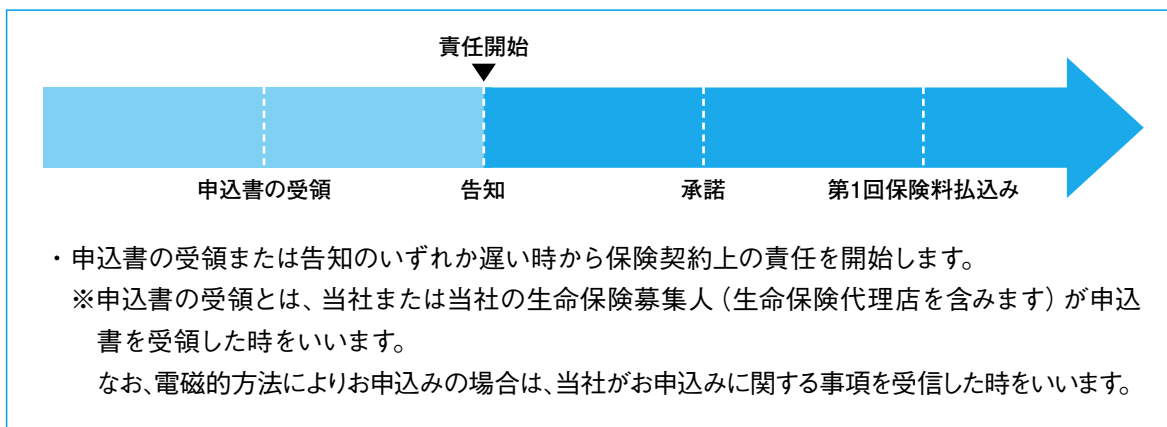 責任開始
申込書の受領 告知 承諾 第1回保険料払込み
・申込書の受領または告知のいずれか遅い時から保険契約上の責任を開始します。
※申込書の受領とは、当社または当社の生命保険募集人（生命保険代理店を含みます）が申込
書を受領した時をいいます。
なお、電磁的方法によりお申込みの場合は、当社がお申込みに関する事項を受信した時をいいます。